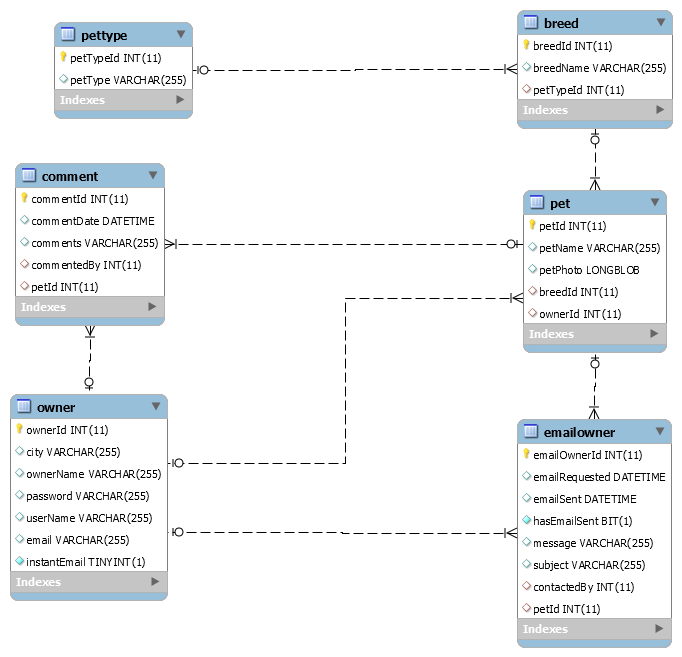 pettype
petTypeId INT(11)
petType VARCHAR(255)
Indexes
breed
breedId INT(11)
breedName VARCHAR(255)
petTypeId INT(11)
Indexes
comment
commentId INT(11)
commentDate DATETIME
comments VARCHAR(255)
commentedBy INT(11)
petId INT(11)
Indexes
pet
petId INT(11)
petName VARCHAR(255)
petPhoto LONGBLOB
breedId INT(11)
ownerId INT(11)
Indexes
owner
ownerId INT(11)
city VARCHAR(255)
ownerName VARCHAR(255)
password VARCHAR(255)
userName VARCHAR(255)
email VARCHAR(255)
instantEmail TINYINT(1)
Indexes
emailowner
emailOwnerId INT(11)
emailRequested DATETIME
emailSent DATETIME
hasEmailSent BIT(1)
message VARCHAR(255)
subject VARCHAR(255)
contactedBy INT(11)
petId INT(11)
Indexes